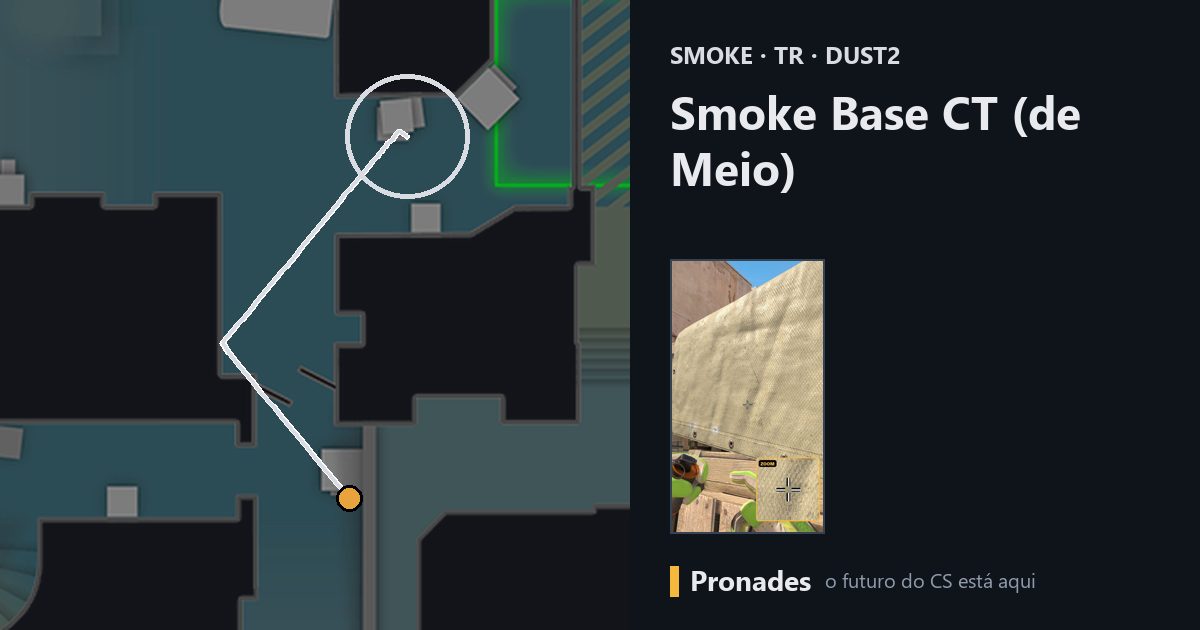 SMOKE · TR · DUST2
Smoke Base CT (de
Meio)
ZOOM
Pronades o futuro do CS está aqui